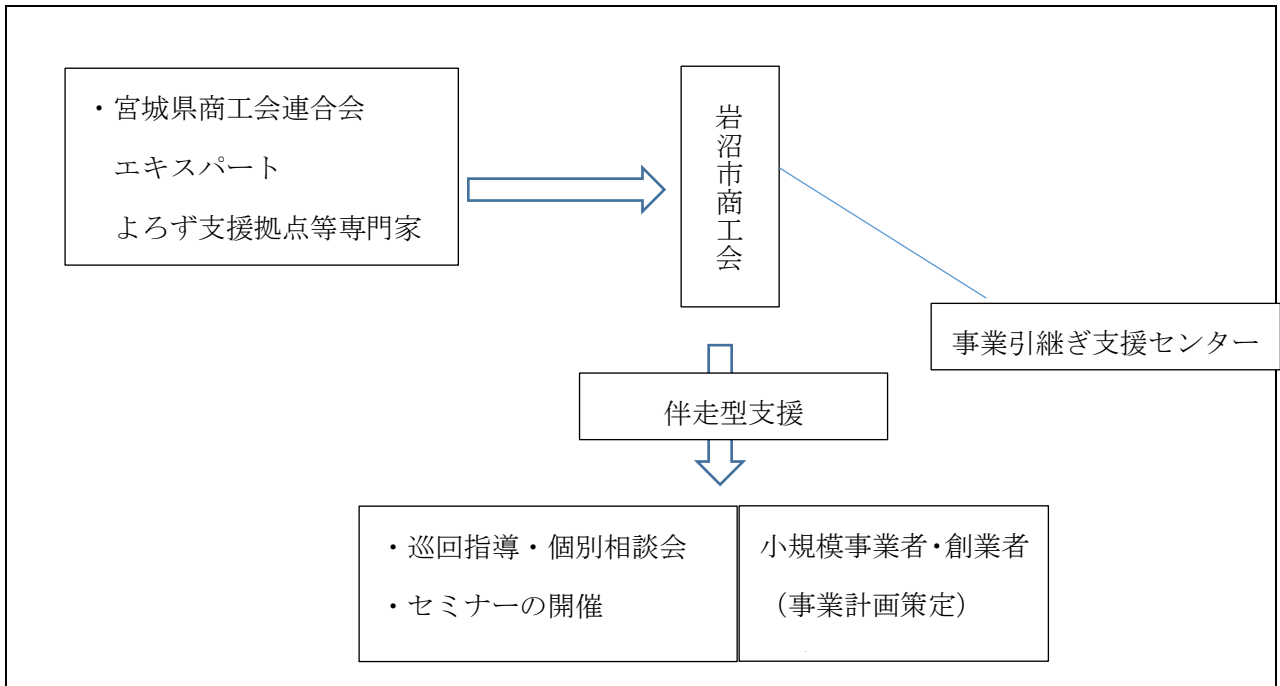 ・宮城県商工会連合会
エキスパート
よろず支援拠点等専門家
岩沼市商工会
事業引継ぎ支援センター
伴走型支援
・巡回指導・個別相談会
・セミナーの開催
小規模事業者・創業者
（事業計画策定）